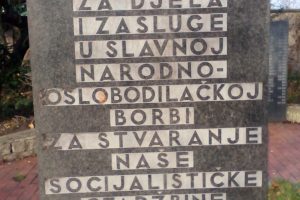 ZA DJELA
I ZASLUGE
U SLAVNOJ
NARODNO-
OSLOBODILAČKOJ
BORBI
ZA STVARANJE
NAŠE
SOCIJALISTIČKE